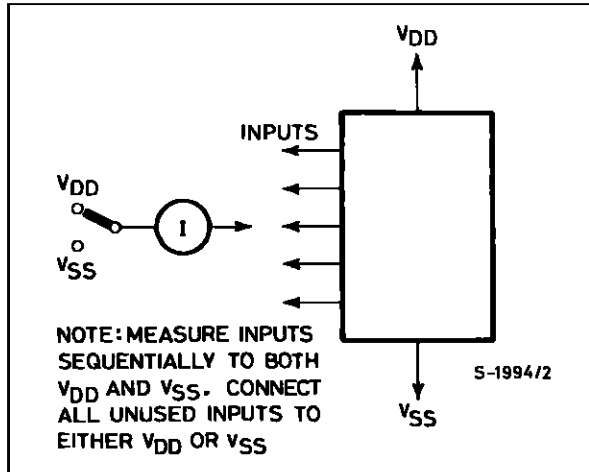 VDD
INPUTS
VDD
I
VSS
NOTE: MEASURE INPUTS
SEQUENTIALLY TO BOTH
VDD AND VSS. CONNECT
ALL UNUSED INPUTS TO
EITHER VDD OR VSS
S-1994/2
VSS